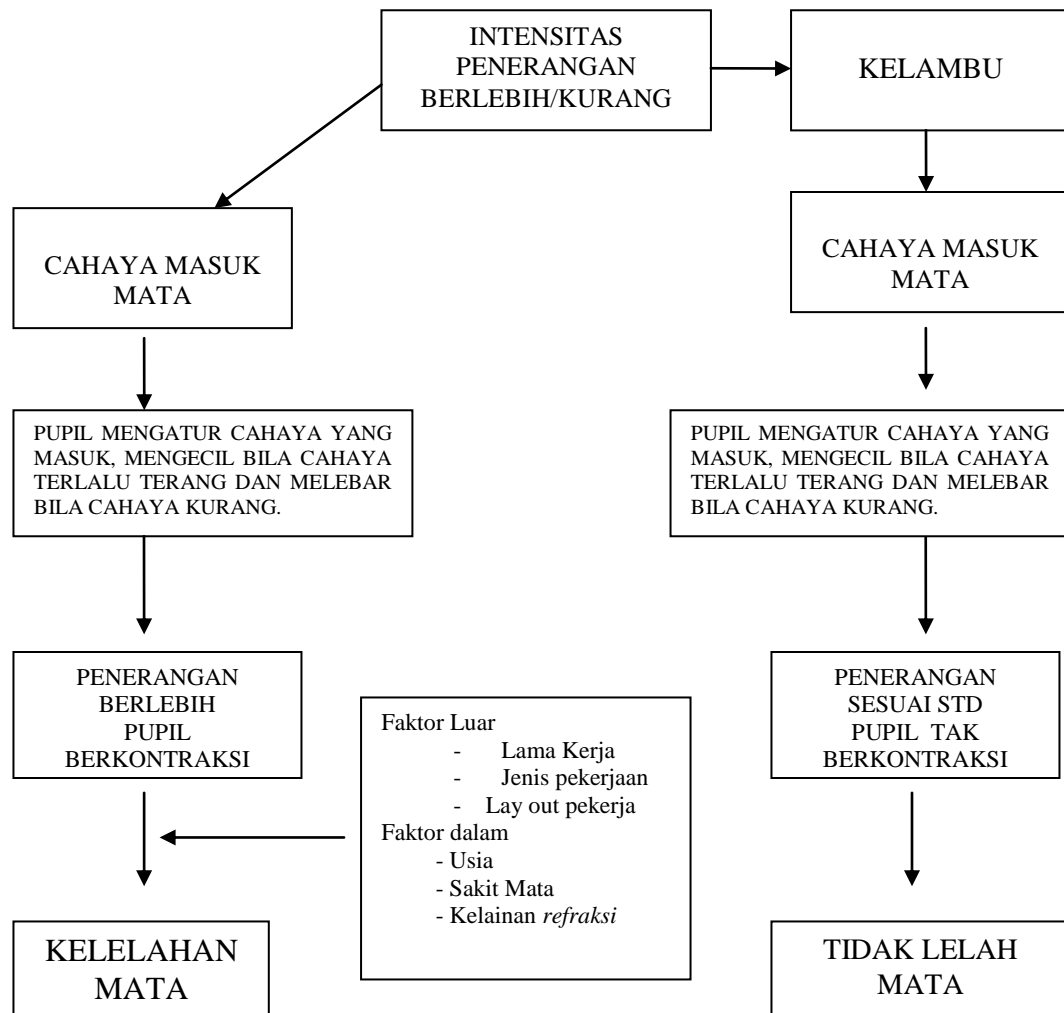 INTENSITAS
PENERANGAN
BERLEBIH/KURANG
KELAMBU
CAHAYA MASUK
MATA
CAHAYA MASUK
MATA
PUPIL MENGATUR CAHAYA YANG
MASUK, MENGECIL BILA CAHAYA
TERLALU TERANG DAN MELEBAR
BILA CAHAYA KURANG.
PUPIL MENGATUR CAHAYA YANG
MASUK, MENGECIL BILA CAHAYA
TERLALU TERANG DAN MELEBAR
BILA CAHAYA KURANG.
PENERANGAN
BERLEBIH
PUPIL
BERKONTRAKSI
Faktor Luar
- Lama Kerja
- Jenis pekerjaan
- Lay out pekerja
Faktor dalam
- Usia
- Sakit Mata
- Kelainan refraksi
PENERANGAN
SESUAI STD
PUPIL TAK
BERKONTRAKSI
KELELAHAN
MATA
TIDAK LELAH
MATA